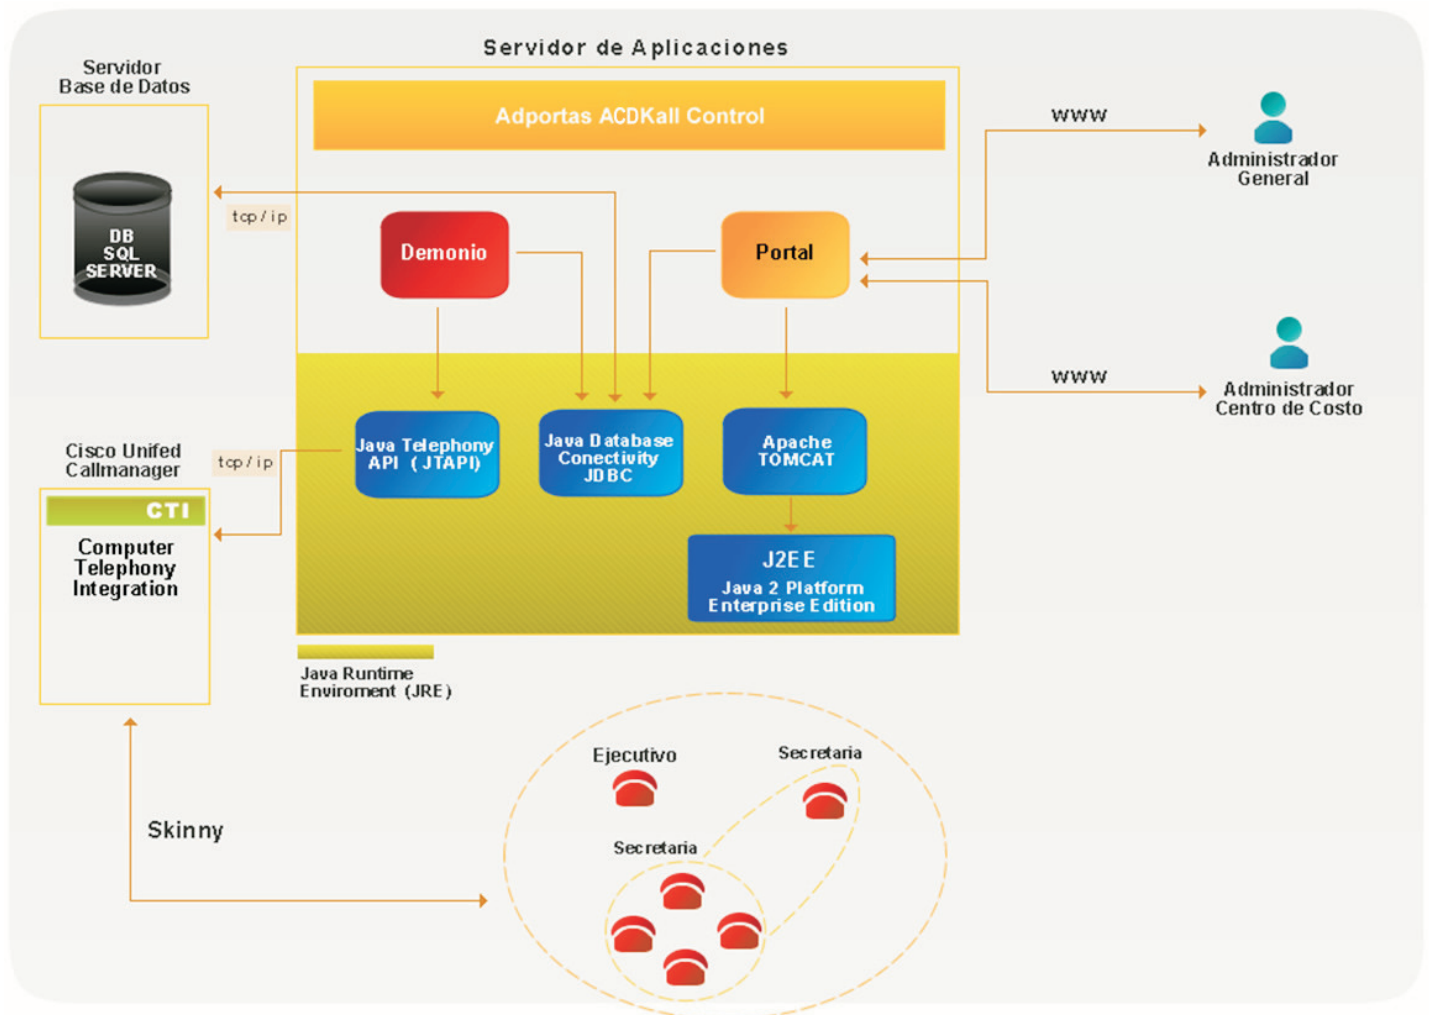 Servidor de Aplicaciones
Servidor
Base de Datos
Adportas ACDKall Control
www
Administrador
General
tcp/ip
DB
SQL
SERVER
Demonio
Portal
www
Administrador
Centro de Costo
Cisco Unifed
Callmanager
tcp/ip
Java Telephony
API ( JTAPI)
Java Database
Conectivity
JDBC
Apache
TOMCAT
CTI
Computer
Telephony
Integration
J2EE
Java 2 Platform
Enterprise Edition
Java Runtime
Enviroment (JRE)
Ejecutivo
Secretaria
Skinny
Secretaria